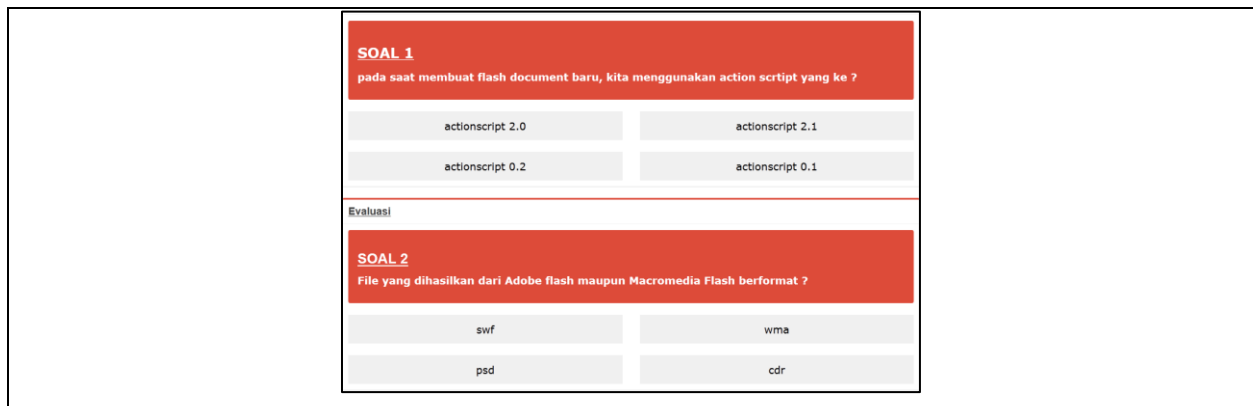 SOAL 1
pada saat membuat flash document baru, kita menggunakan action scrtipt yang ke ?
actionscript 2.0
actionscript 2.1
actionscript 0.2
actionscript 0.1
Evaluasi
SOAL 2
File yang dihasilkan dari Adobe flash maupun Macromedia Flash berformat ?
swf
wma
psd
cdr